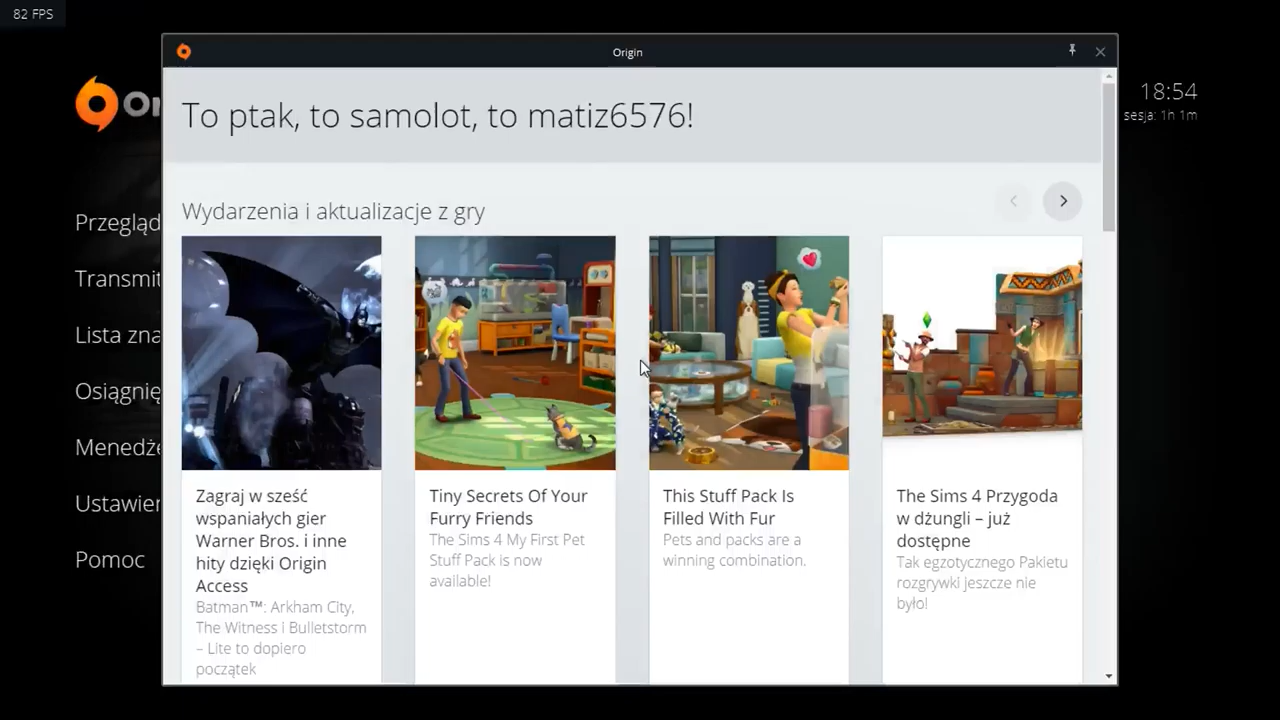 82 FPS
Origin
To ptak, to samolot, to matiz6576!
18:54
sesja: 1h 1m
Wydarzenia i aktualizacje z gry
Przegląd
Transmit
Lista zna
Osiągnię
Menedże
Ustawien
Pomoc
Zagraj w sześć
wspaniałych gier
Warner Bros. i inne
hity dzięki Origin
Access
Batman™: Arkham City,
The Witness i Bulletstorm
– Lite to dopiero
początek
Tiny Secrets Of Your
Furry Friends
The Sims 4 My First Pet
Stuff Pack is now
available!
This Stuff Pack Is
Filled With Fur
Pets and packs are a
winning combination.
The Sims 4 Przygoda
w dżungli – już
dostępne
Tak egzotycznego Pakietu
rozgrywki jeszcze nie
było!